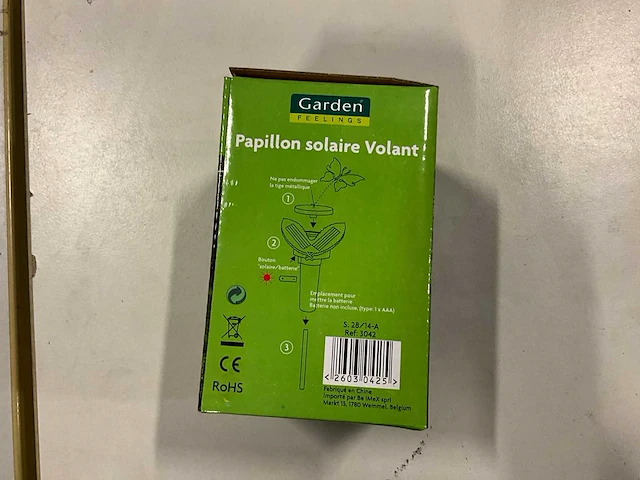 Garden
FEELINGS
Papillon solaire Volant
Ne pas endommager
la tige métallique
1
2
Bouton
"solaire/batterie"
Emplacement pour
mettre la batterie
Batterie non incluse. (type: 1 x AAA)
3
S. 28/14-A
Ref: 3042
< 2603 0425 >
CE
RoHS
Fabriqué en Chine
Importé par Be IMeX sprl
Markt 13, 1780 Wemmel, Belgium